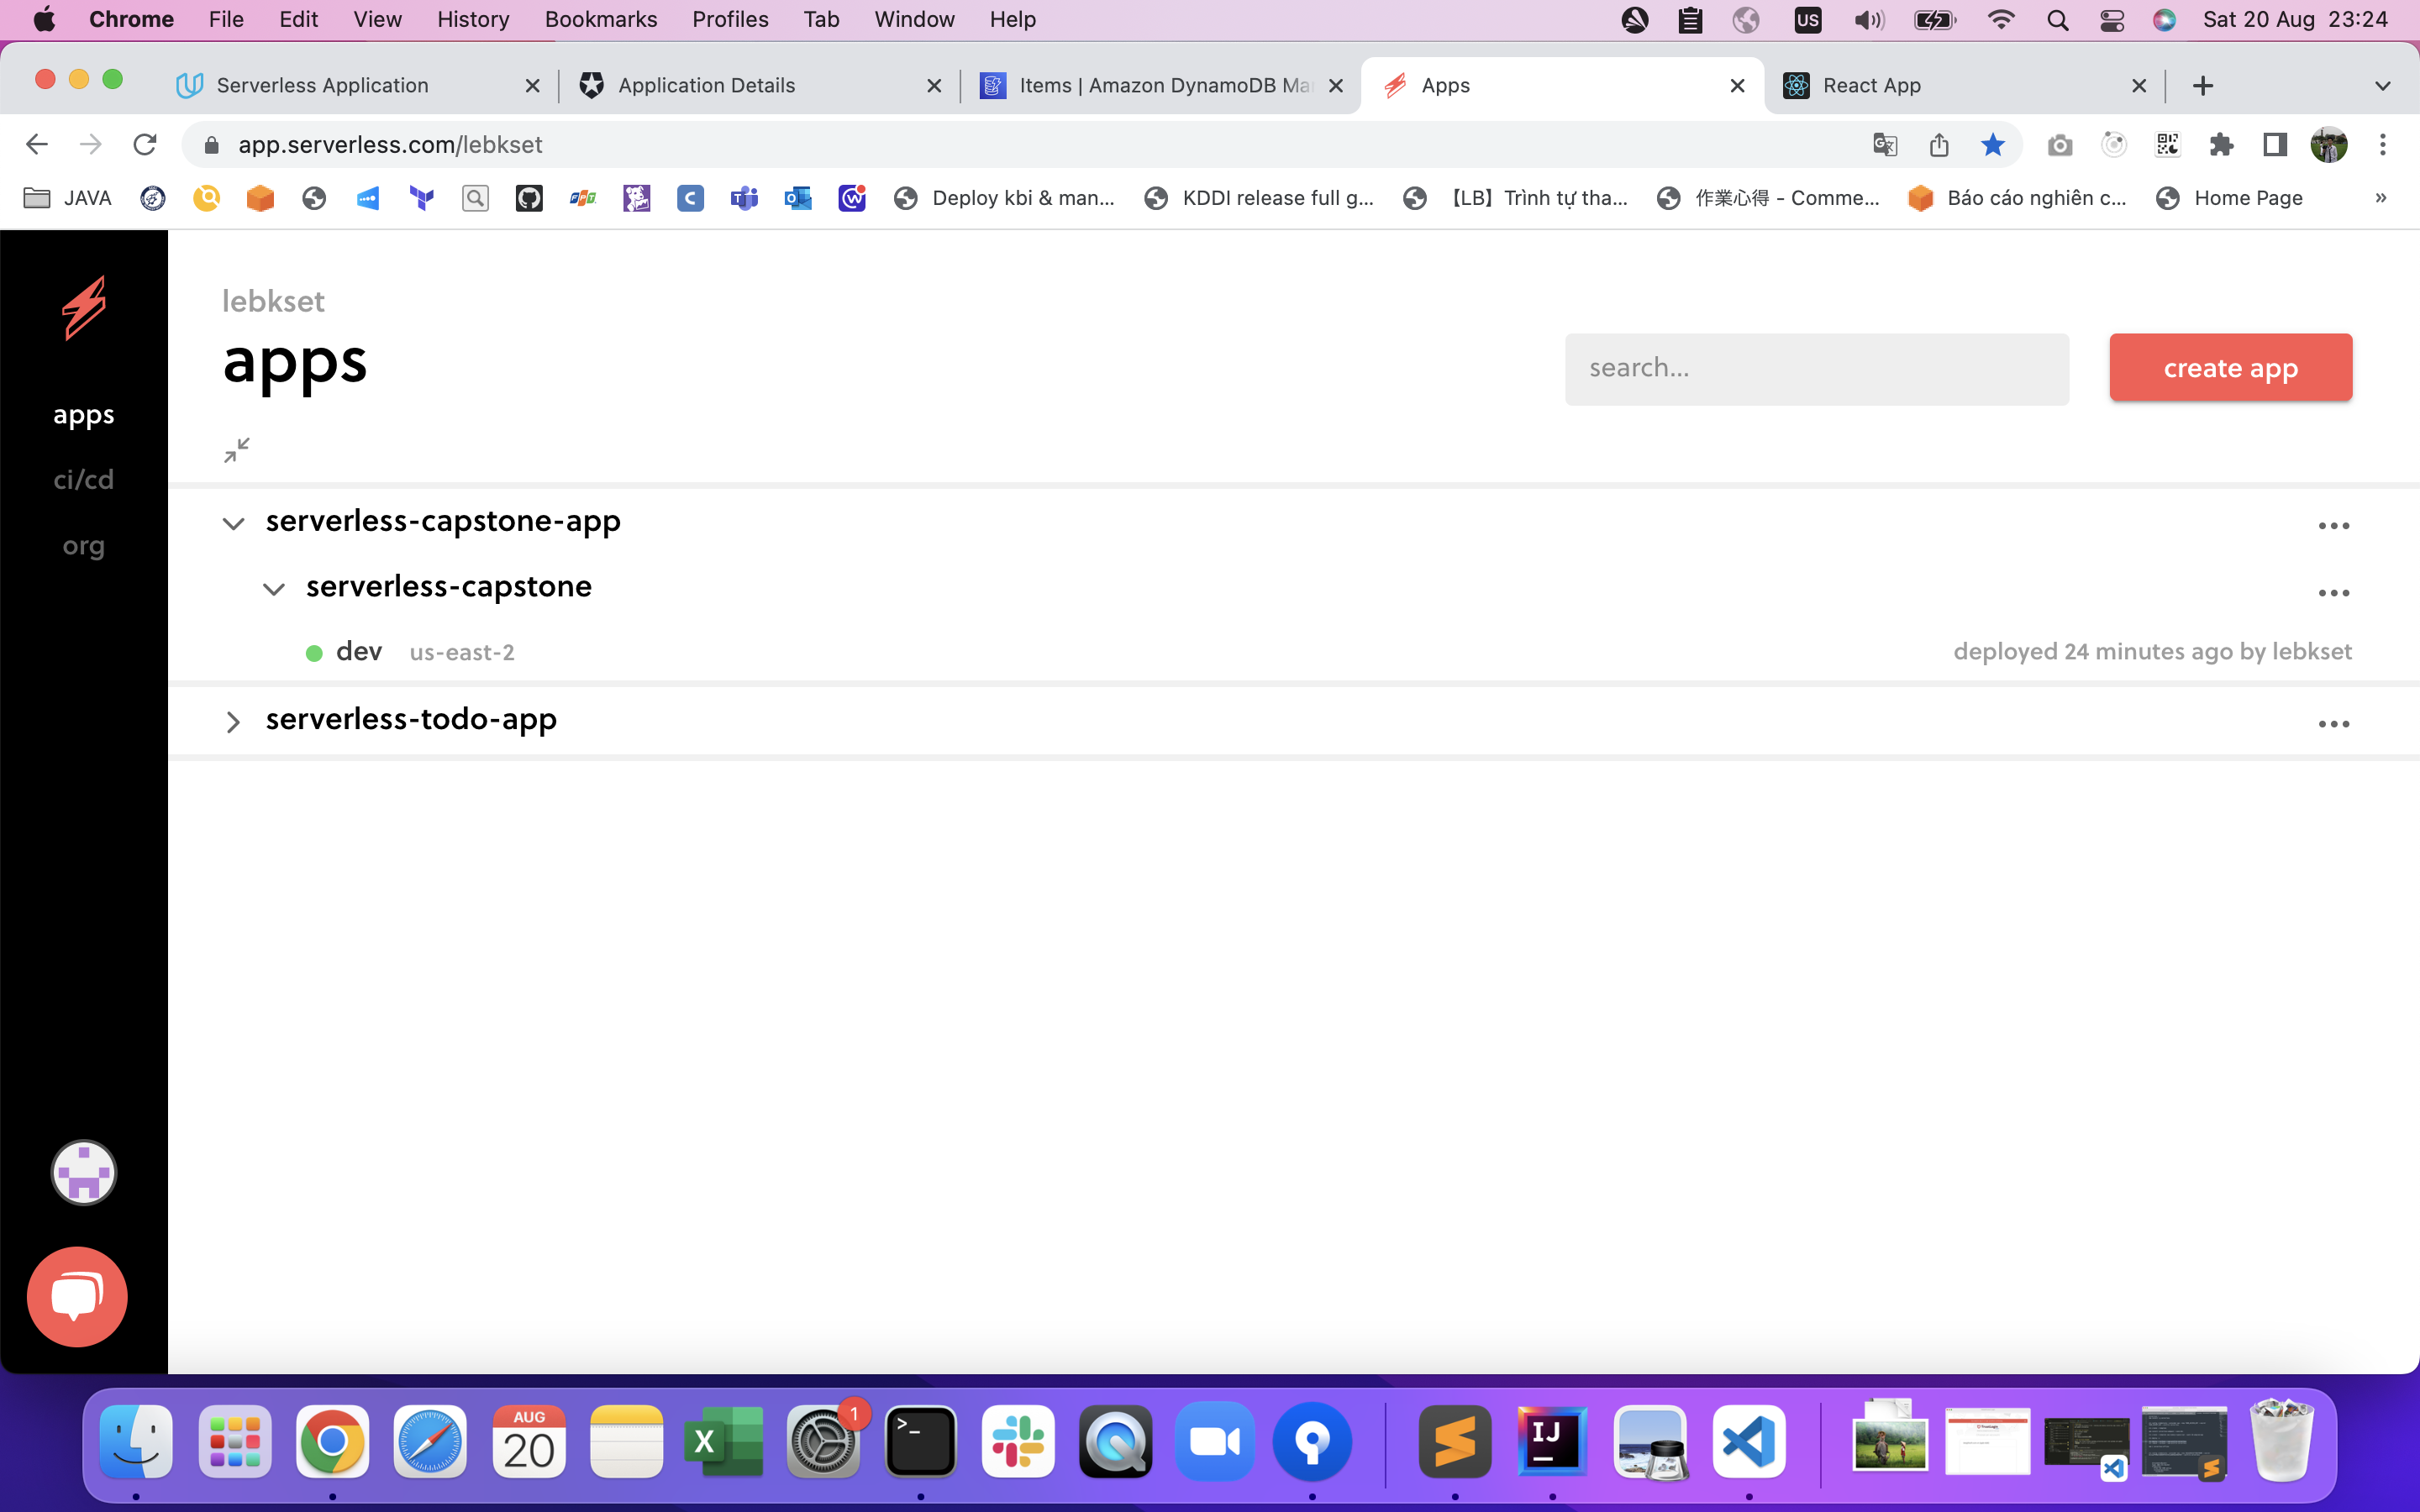 Chrome File Edit View History Bookmarks Profiles Tab Window Help US Sat 20 Aug 23:24
Serverless Application Application Details Items | Amazon DynamoDB Ma Apps React App
app.serverless.com/lebkset
JAVA Deploy kbi & man... KDDI release full g... 【LB】Trình tự tha... 作業心得 - Comme... Báo cáo nghiên c... Home Page »
lebkset
apps
search...
create app
apps
ci/cd
org
serverless-capstone-app
serverless-capstone
dev us-east-2 deployed 24 minutes ago by lebkset
serverless-todo-app
AUG
20
X
1
>_
IJ